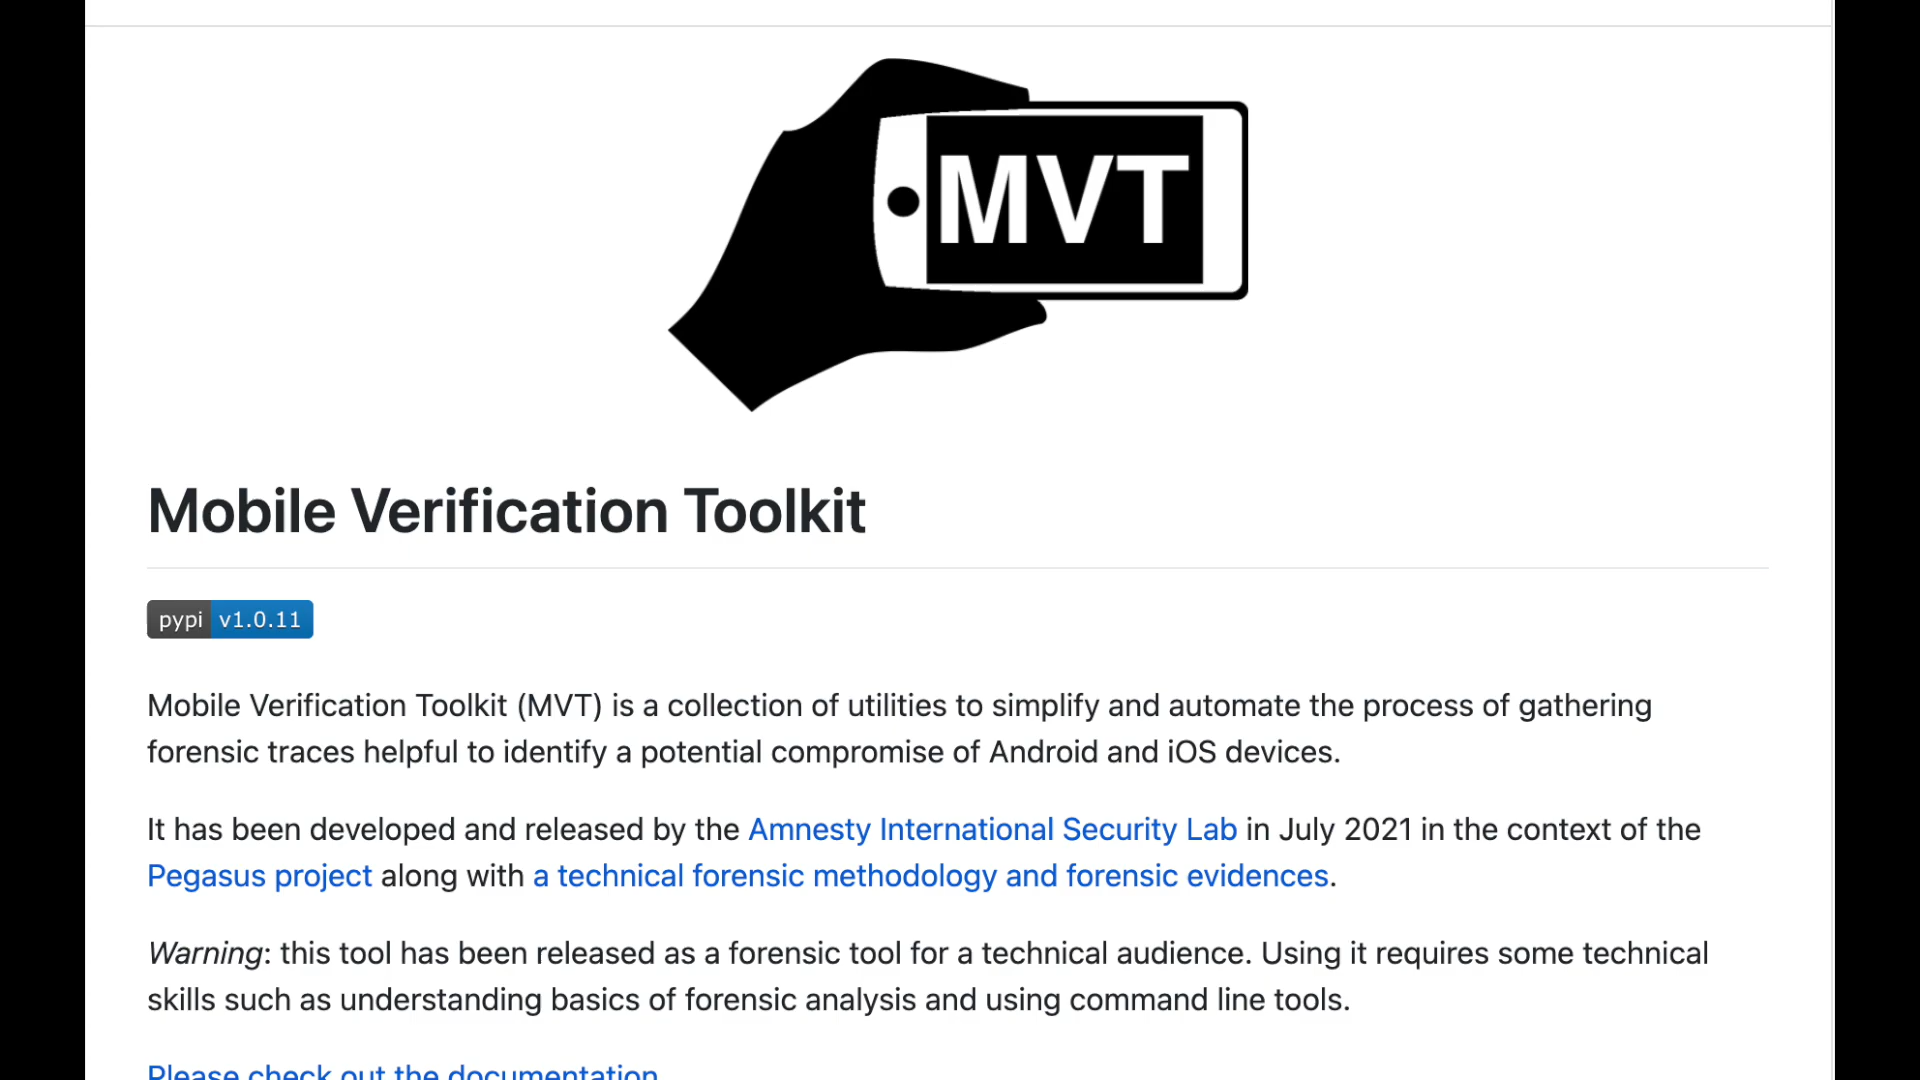 MVT
Mobile Verification Toolkit
pypi v1.0.11
Mobile Verification Toolkit (MVT) is a collection of utilities to simplify and automate the process of gathering
forensic traces helpful to identify a potential compromise of Android and iOS devices.
It has been developed and released by the Amnesty International Security Lab in July 2021 in the context of the
Pegasus project along with a technical forensic methodology and forensic evidences.
Warning: this tool has been released as a forensic tool for a technical audience. Using it requires some technical
skills such as understanding basics of forensic analysis and using command line tools.
Please check out the documentation